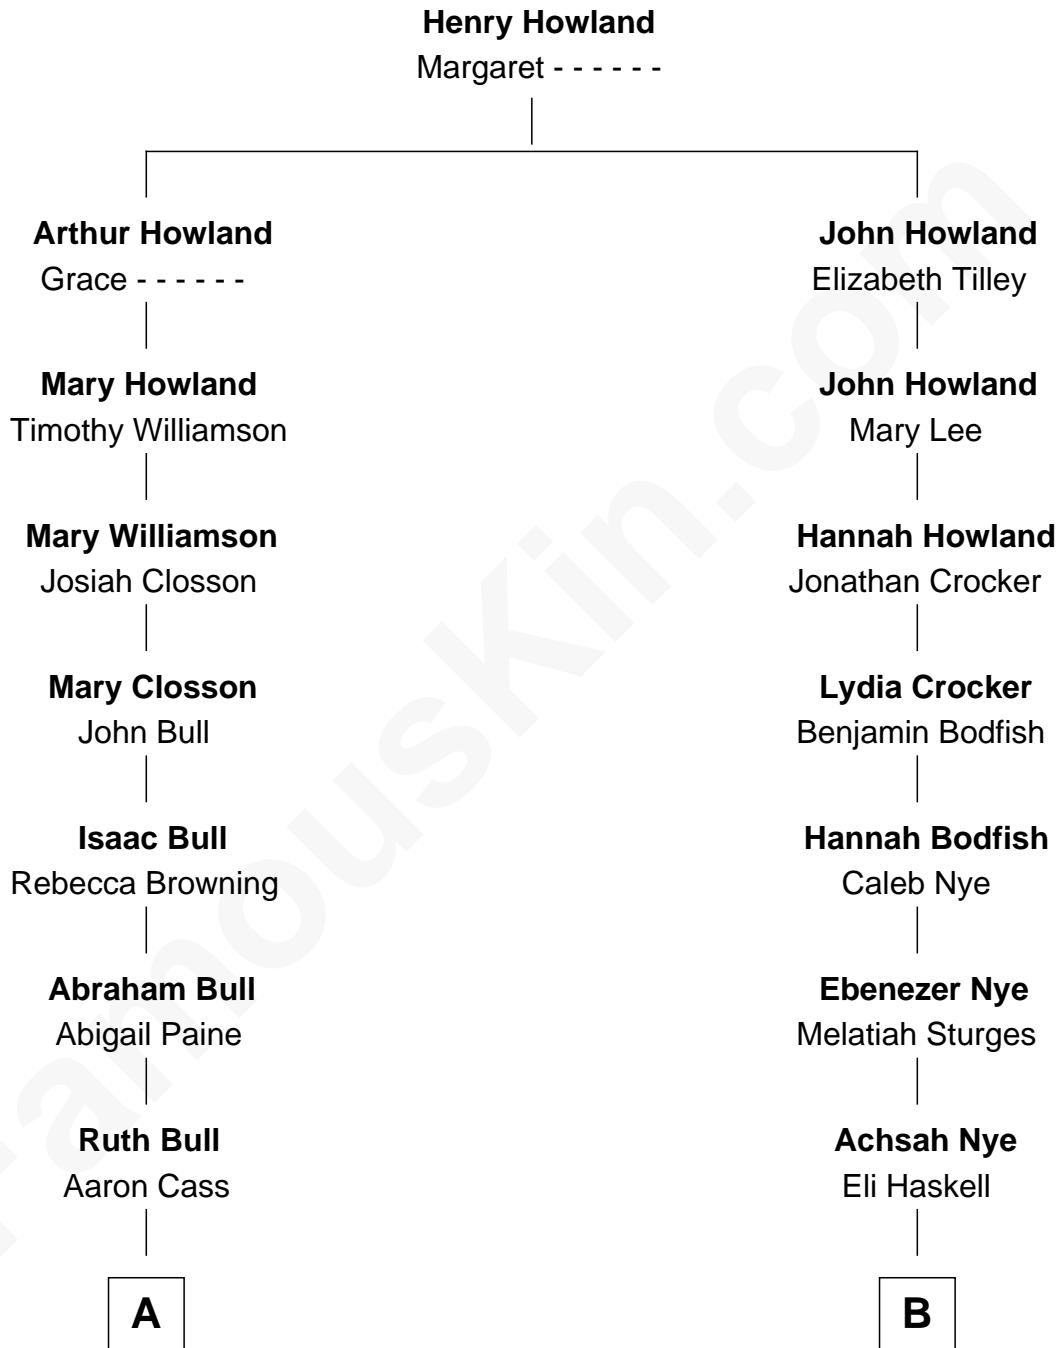 Henry Howland
Margaret - - - - - -
Arthur Howland
Grace - - - - - -
John Howland
Elizabeth Tilley
Mary Howland
Timothy Williamson
John Howland
Mary Lee
Mary Williamson
Josiah Closson
Hannah Howland
Jonathan Crocker
Mary Closson
John Bull
Lydia Crocker
Benjamin Bodfish
Isaac Bull
Rebecca Browning
Hannah Bodfish
Caleb Nye
Abraham Bull
Abigail Paine
Ebenezer Nye
Melatiah Sturges
Ruth Bull
Aaron Cass
Achsah Nye
Eli Haskell
A
B
FamousKin.com